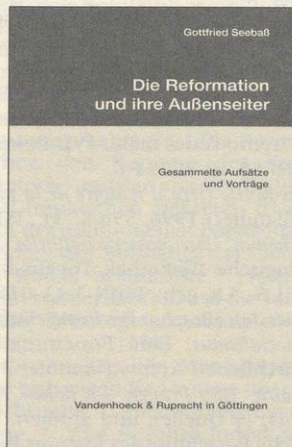 Gottfried Seebaß
Die Reformation
und ihre Außenseiter
Gesammelte Aufsätze
und Vorträge
Vandenhoeck & Ruprecht in Göttingen